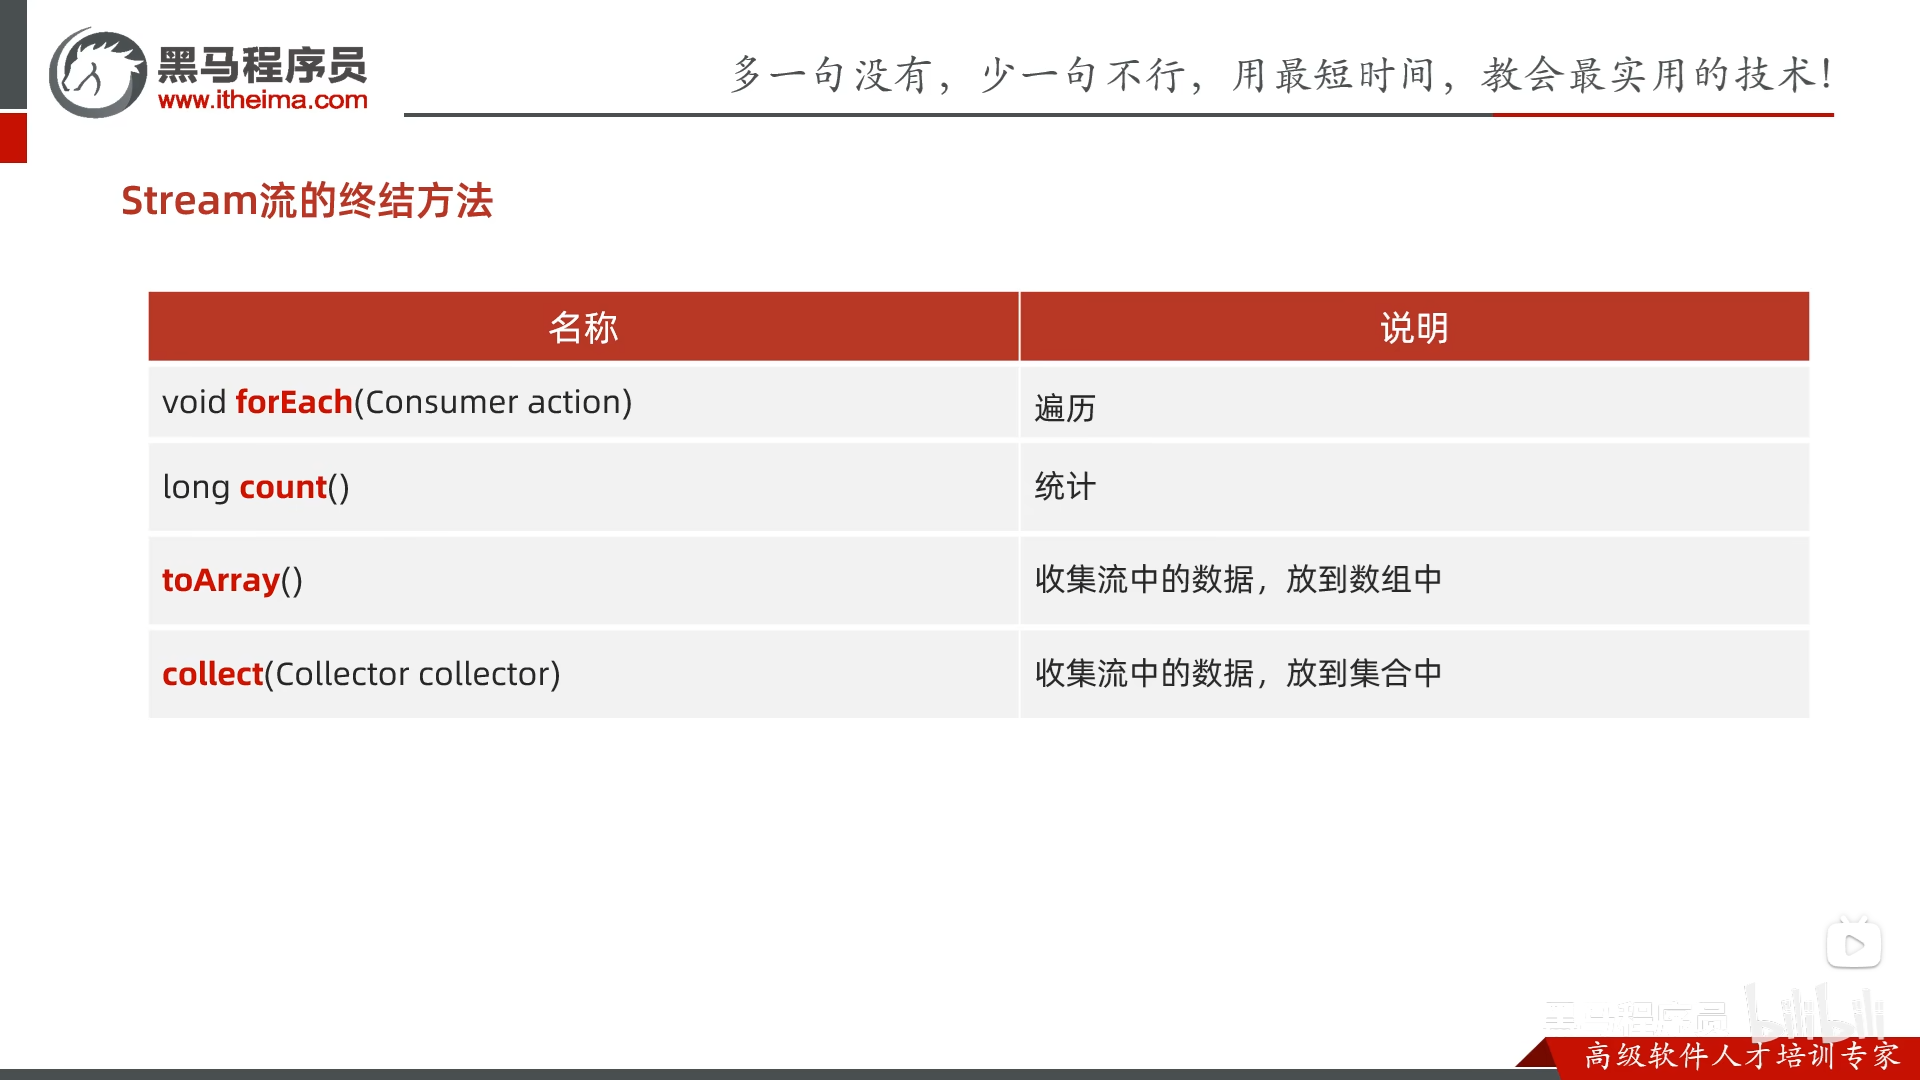 黑马程序员
www.itheima.com
多一句没有，少一句不行，用最短时间，教会最实用的技术！
Stream流的终结方法
名称 说明
void forEach(Consumer action) 遍历
long count() 统计
toArray() 收集流中的数据，放到数组中
collect(Collector collector) 收集流中的数据，放到集合中
黑马程序员 bilibili
高级软件人才培训专家